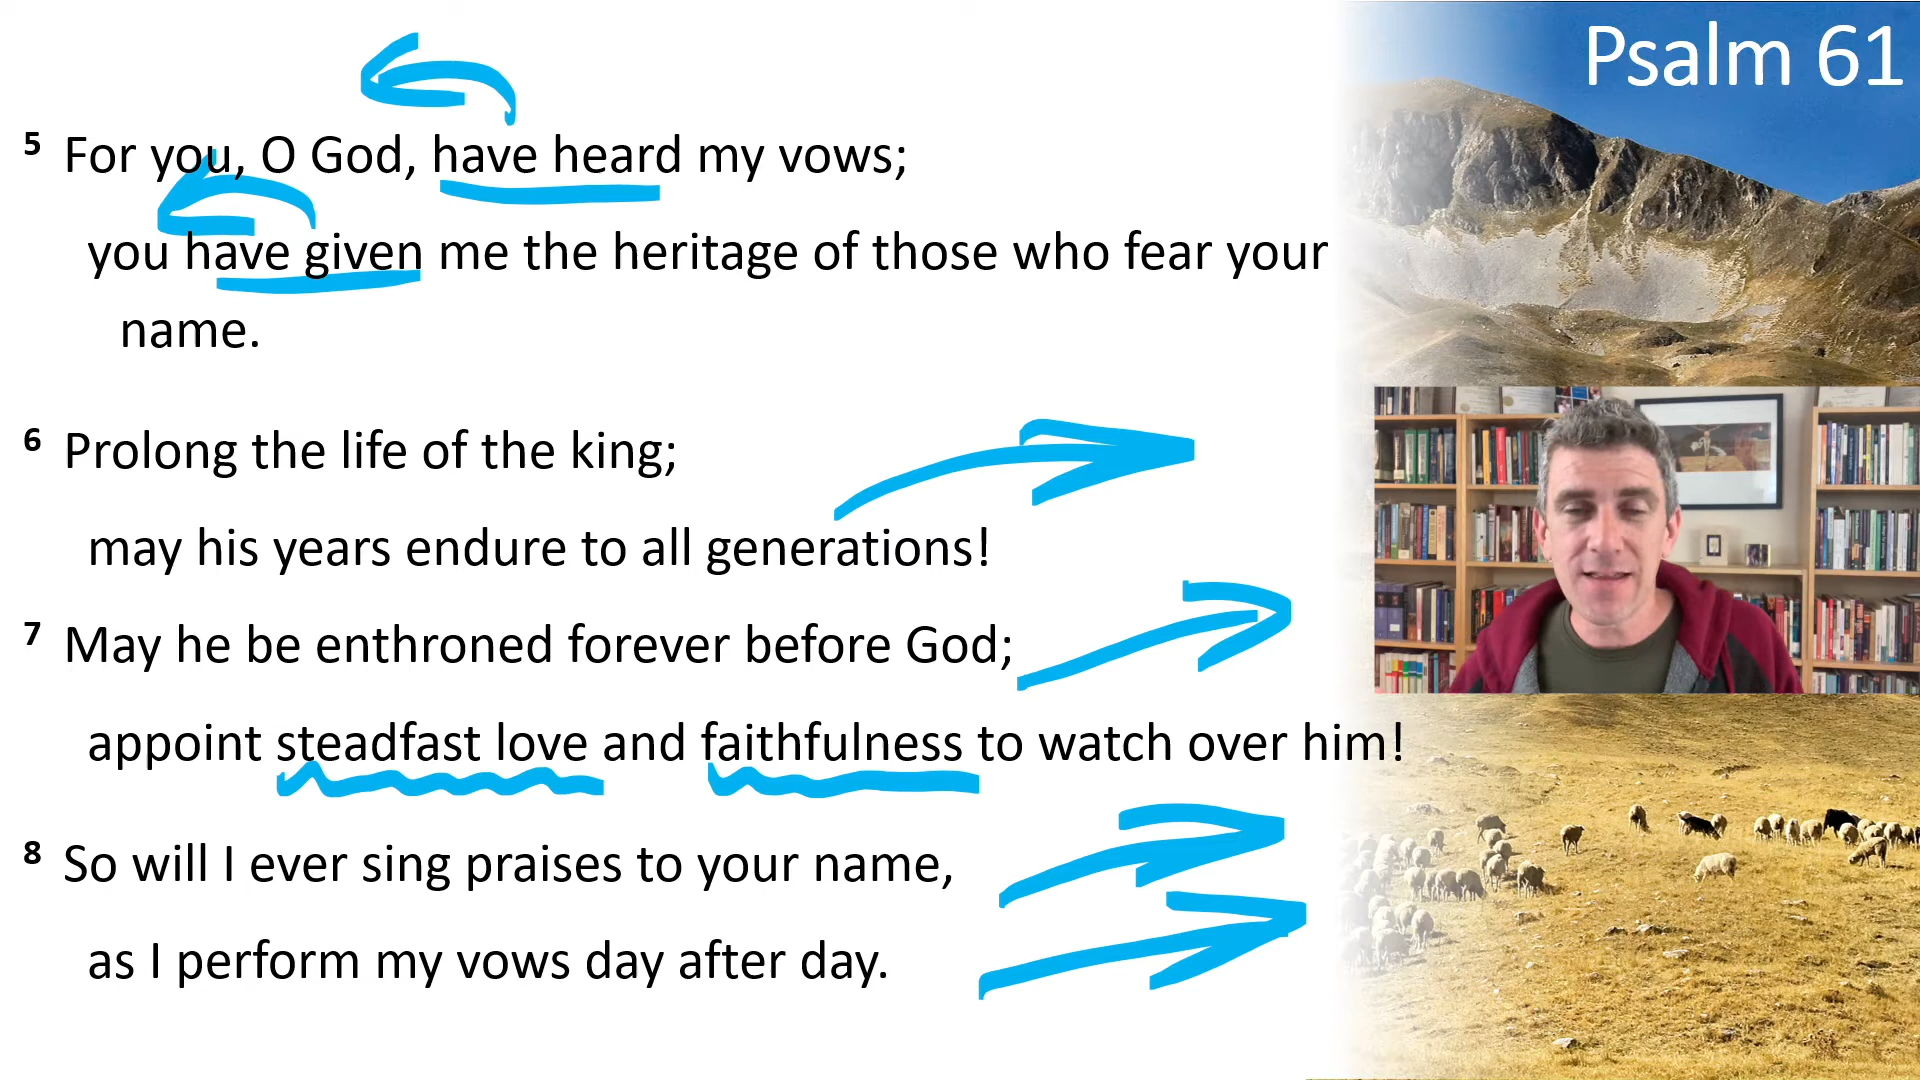 Psalm 61
5 For you, O God, have heard my vows;
you have given me the heritage of those who fear your
name.
6 Prolong the life of the king;
may his years endure to all generations!
7 May he be enthroned forever before God;
appoint steadfast love and faithfulness to watch over him!
8 So will I ever sing praises to your name,
as I perform my vows day after day.